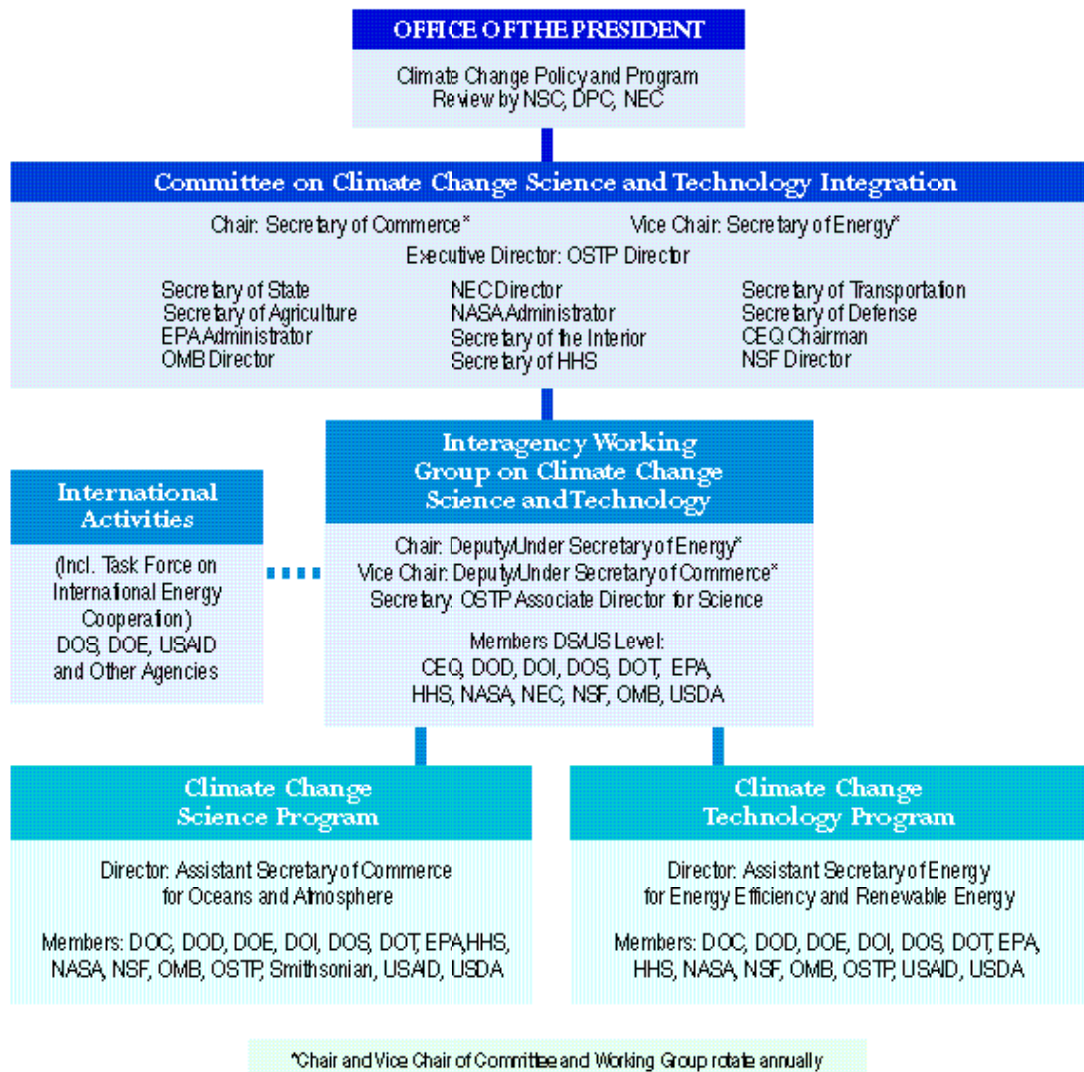 OFFICE OF THE PRESIDENT
Climate Change Policy and Program
Review by NSC, DPC, NEC
Committee on Climate Change Science and Technology Integration
Chair: Secretary of Commerce*
Vice Chair: Secretary of Energy*
Executive Director: OSTP Director
Secretary of State
Secretary of Agriculture
EPA Administrator
OMB Director
NEC Director
NASA Administrator
Secretary of the Interior
Secretary of HHS
Secretary of Transportation
Secretary of Defense
CEQ Chairman
NSF Director
Interagency Working
Group on Climate Change
Science and Technology
Chair: Deputy/Under Secretary of Energy*
Vice Chair: Deputy/Under Secretary of Commerce*
Secretary: OSTP Associate Director for Science
Members DS/US Level:
CEQ, DOD, DOI, DOS, DOT, EPA,
HHS, NASA, NEC, NSF, OMB, USDA
International
Activities
(Incl. Task Force on
International Energy
Cooperation)
DOS, DOE, USAID
and Other Agencies
Climate Change
Science Program
Director: Assistant Secretary of Commerce
for Oceans and Atmosphere
Members: DOC, DOD, DOE, DOI, DOS, DOT, EPA, HHS,
NASA, NSF, OMB, OSTP, Smithsonian, USAID, USDA
Climate Change
Technology Program
Director: Assistant Secretary of Energy
for Energy Efficiency and Renewable Energy
Members: DOC, DOD, DOE, DOI, DOS, DOT, EPA,
HHS, NASA, NSF, OMB, OSTP, USAID, USDA
*Chair and Vice Chair of Committee and Working Group rotate annually